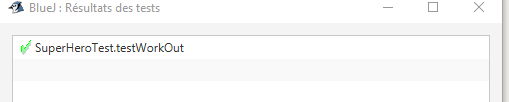 BlueJ : Résultats des tests
SuperHeroTest.testWorkOut